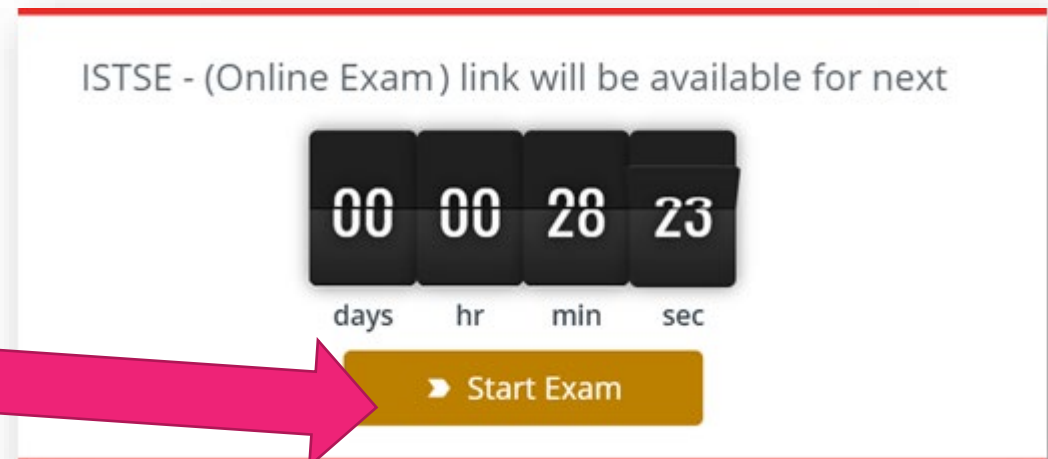 ISTSE - (Online Exam) link will be available for next
00 00 28 23
days hr min sec
Start Exam